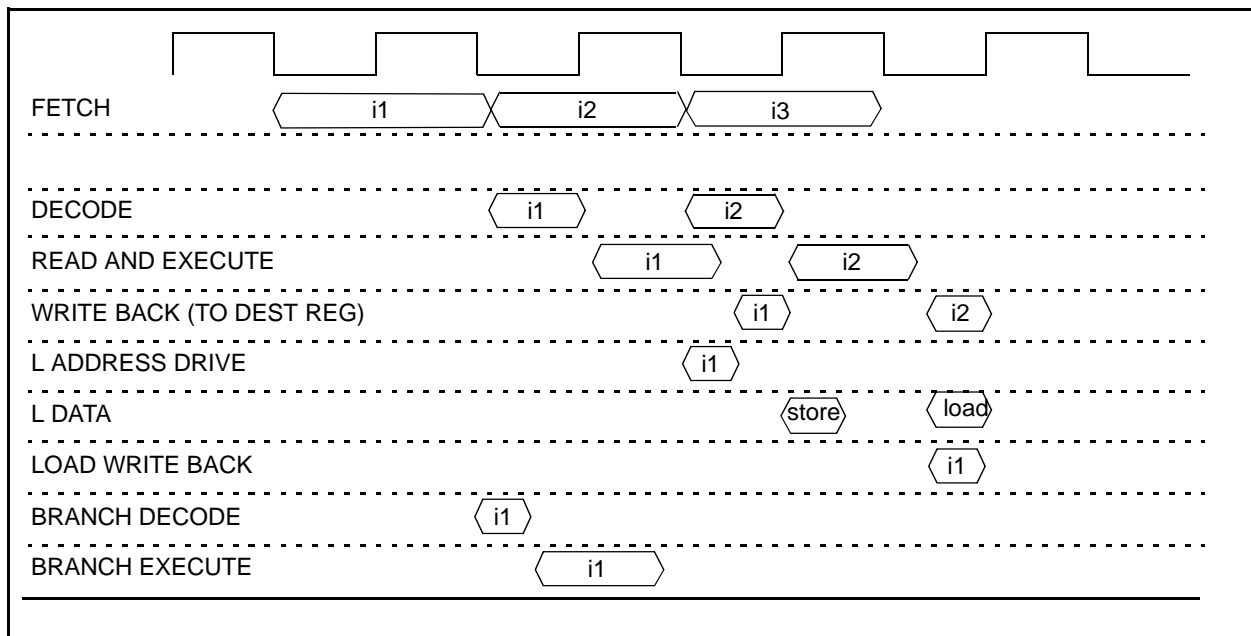 FETCH i1 i2 i3
DECODE i1 i2
READ AND EXECUTE i1 i2
WRITE BACK (TO DEST REG) i1 i2
L ADDRESS DRIVE i1
L DATA store load
LOAD WRITE BACK i1
BRANCH DECODE i1
BRANCH EXECUTE i1